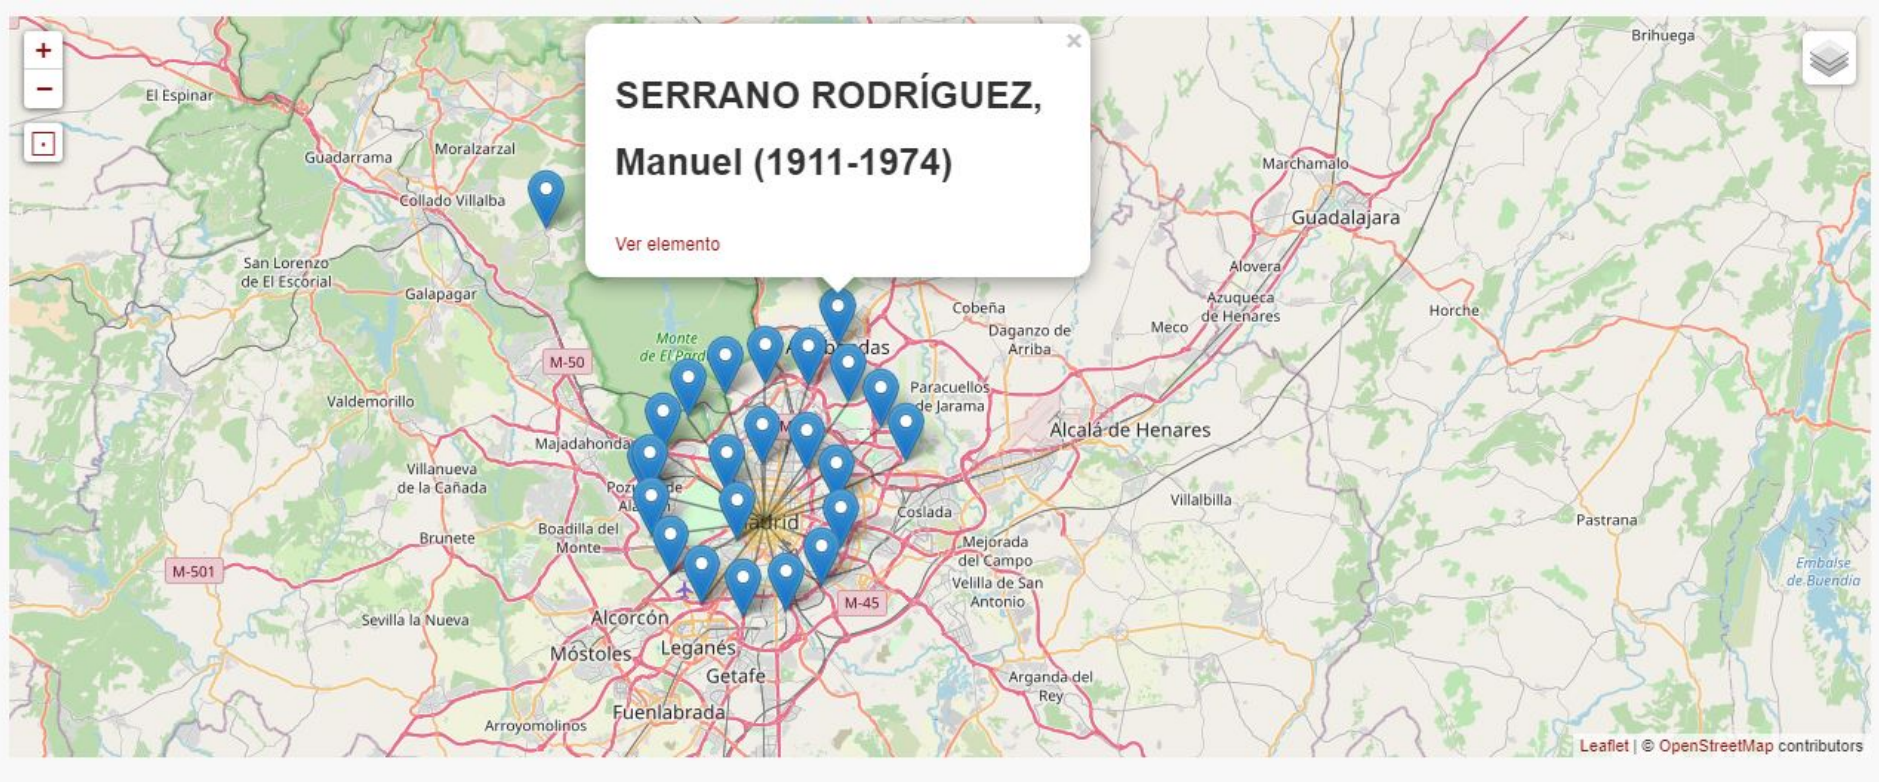 +
Brihuega
−
El Espinar
SERRANO RODRÍGUEZ,
Manuel (1911-1974)
Ver elemento
Guadarrama
Moralzarzal
Collado Villalba
Marchamalo
Guadalajara
San Lorenzo
de El Escorial
Galapagar
Alovera
Azuqueca
de Henares
Cobeña
Horche
Daganzo de
Arriba
Meco
Monte
M-50
Valdemorillo
Paracuellos
de Jarama
Majadahonda
Alcalá de Henares
Villanueva
de la Cañada
Villalbilla
Coslada
Pastrana
Boadilla del
Monte
Brunete
Mejorada
del Campo
M-501
Velilla de San
Antonio
Embalse
de Buendía
M-45
Sevilla la Nueva
Alcorcón
Móstoles
Leganés
Getafe
Arganda del
Rey
Fuenlabrada
Arroyomolinos
Leaflet | © OpenStreetMap contributors